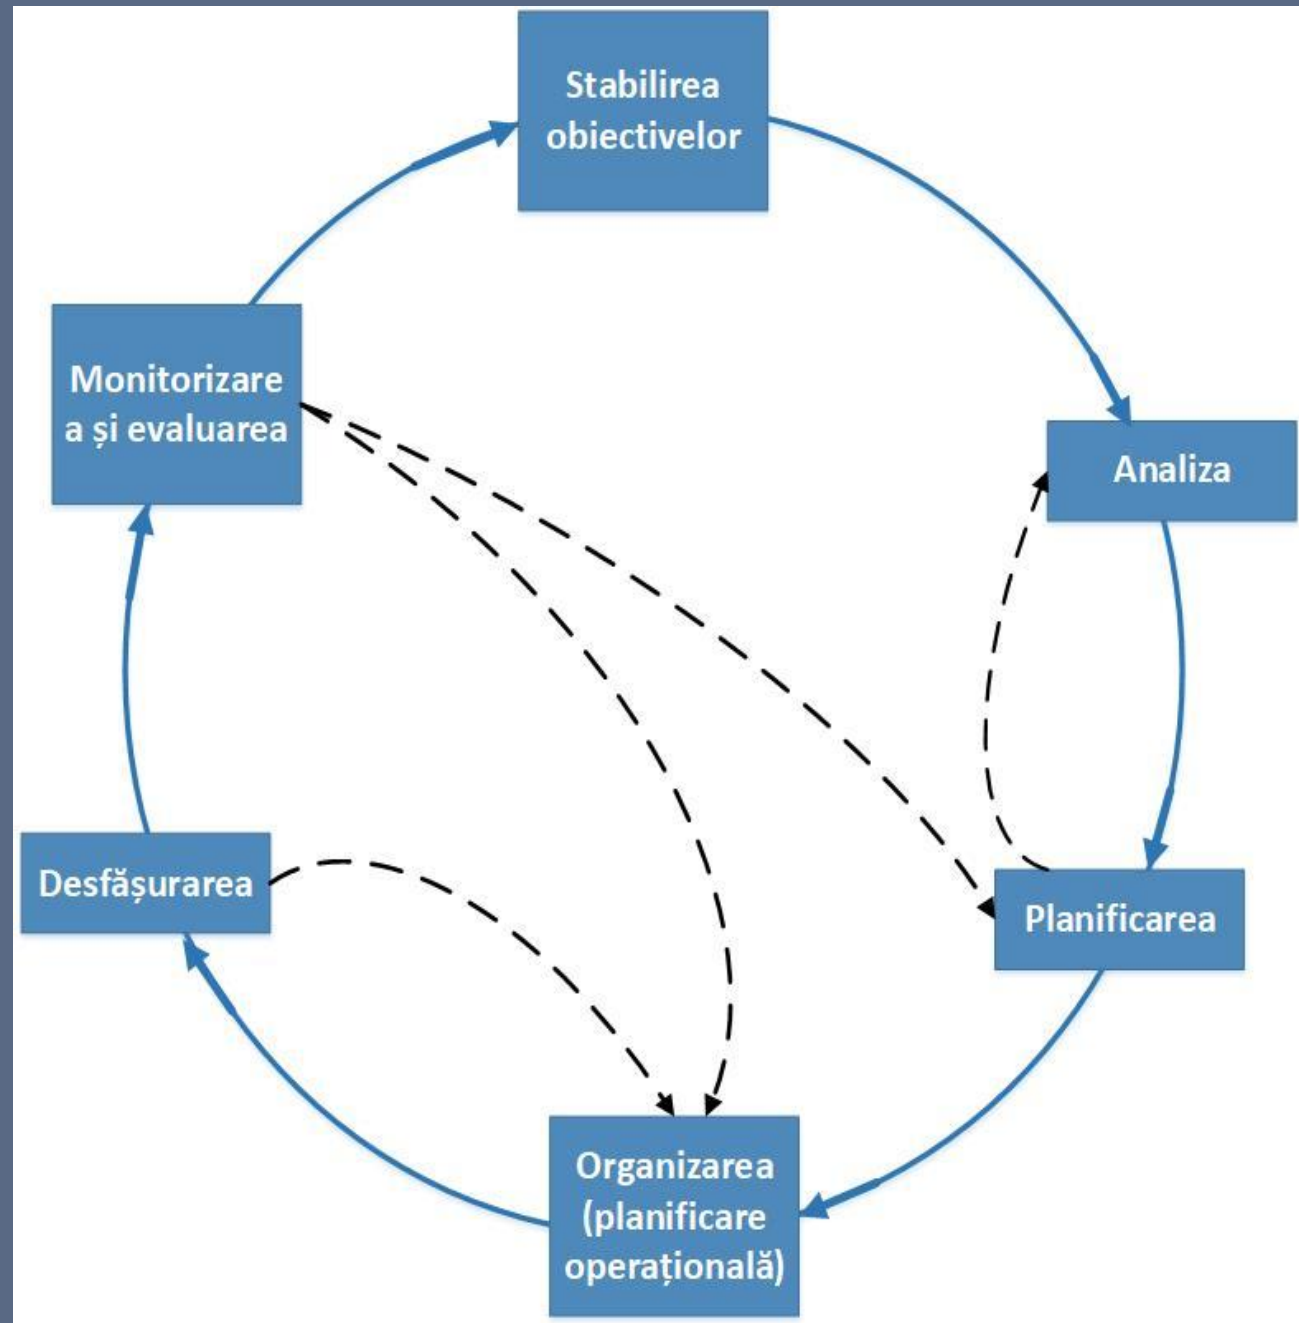 Stabilirea
obiectivelor
Monitorizare
a și evaluarea
Analiza
Desfășurarea
Planificarea
Organizarea
(planificare
operațională)